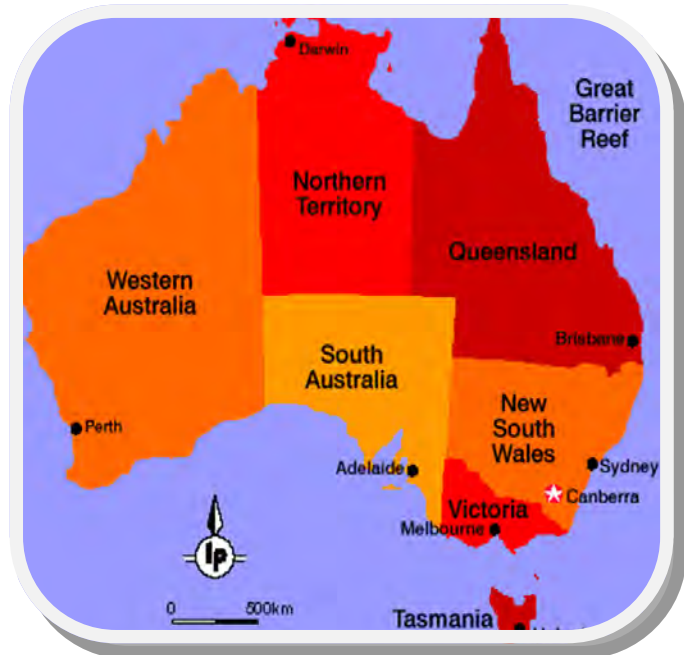 Darwin
Great
Barrier
Reef
Northern
Territory
Queensland
Western
Australia
Brisbane
South
Australia
New
South
Wales
Perth
Adelaide
Sydney
Canberra
Victoria
Melbourne
lp
0 500km
Tasmania